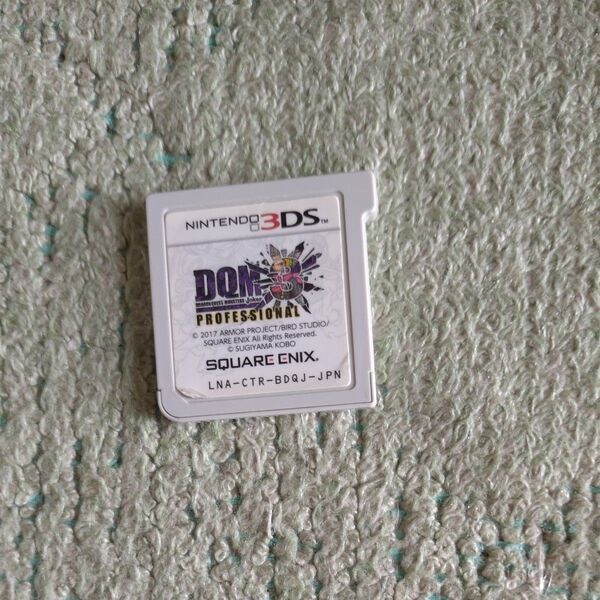 NINTENDO 3DS™
DQM 3
DRAGON QUEST MONSTERS Joker
PROFESSIONAL
© 2017 ARMOR PROJECT/BIRD STUDIO/
SQUARE ENIX All Rights Reserved.
© SUGIYAMA KOBO
SQUARE ENIX.
LNA-CTR-BDQJ-JPN